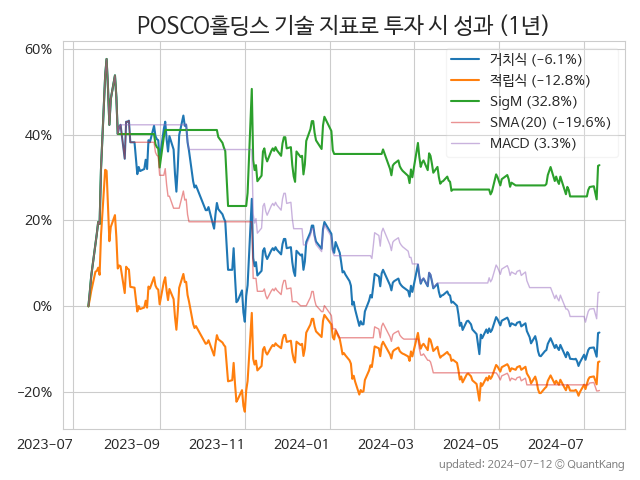 POSCO홀딩스 기술 지표로 투자 시 성과 (1년)
60%
40%
20%
0%
−20%
거치식 (−6.1%)
적립식 (−12.8%)
SigM (32.8%)
SMA(20) (−19.6%)
MACD (3.3%)
2023-07
2023-09
2023-11
2024-01
2024-03
2024-05
2024-07
updated: 2024-07-12 © QuantKang